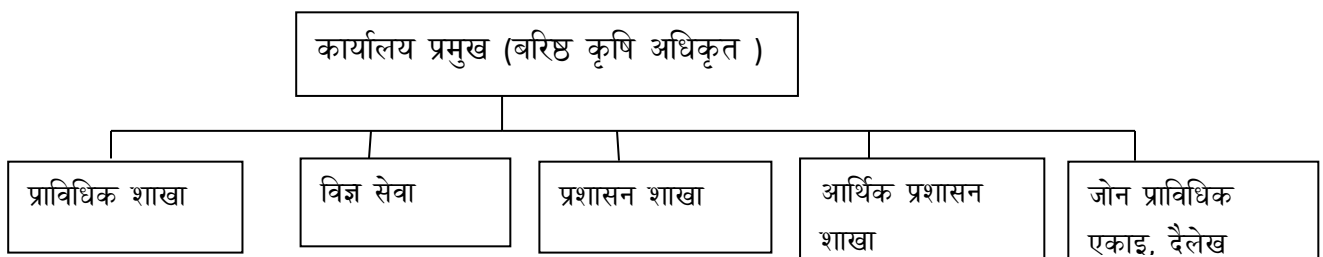 कार्यालय प्रमुख (बरिष्ठ कृषि अधिकृत )
प्राविधिक शाखा
विज्ञ सेवा
प्रशासन शाखा
आर्थिक प्रशासन
शाखा
जोन प्राविधिक
एकाइ, दैलेख